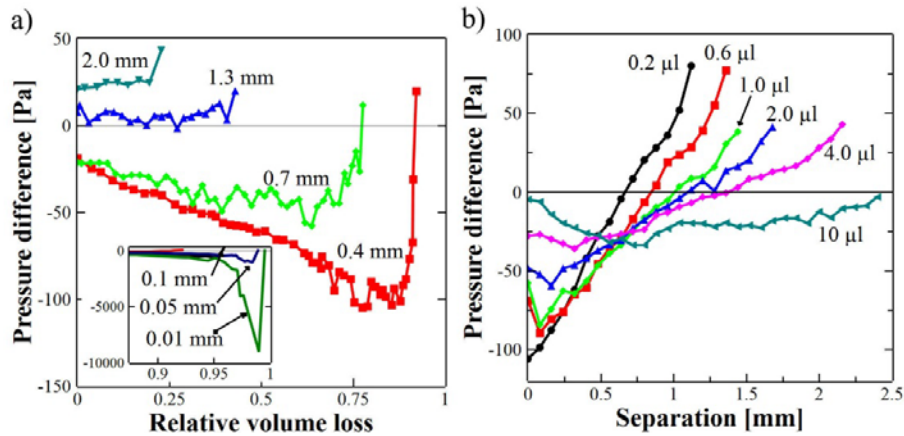 a)
Pressure difference [Pa]
50
0
-50
-100
-150
2.0 mm
1.3 mm
0.7 mm
0.4 mm
0
-5000
-10000
0.1 mm
0.05 mm
0.01 mm
0.9
0.95
1
0
0.25
0.5
0.75
1
Relative volume loss
b)
Pressure difference [Pa]
100
50
0
-50
-100
0.2 µl
0.6 µl
1.0 µl
2.0 µl
4.0 µl
10 µl
0
0.5
1.0
1.5
2.0
2.5
Separation [mm]